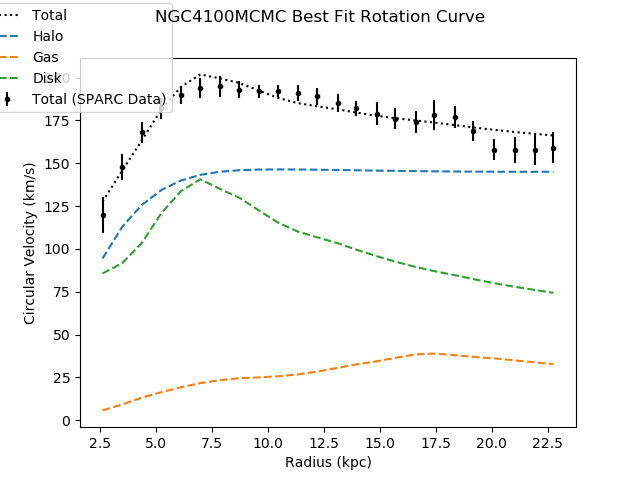 NGC4100MCMC Best Fit Rotation Curve
Total
Halo
Gas
Disk
Total (SPARC Data)
200
175
150
125
100
75
50
25
0
Circular Velocity (km/s)
2.5 5.0 7.5 10.0 12.5 15.0 17.5 20.0 22.5
Radius (kpc)